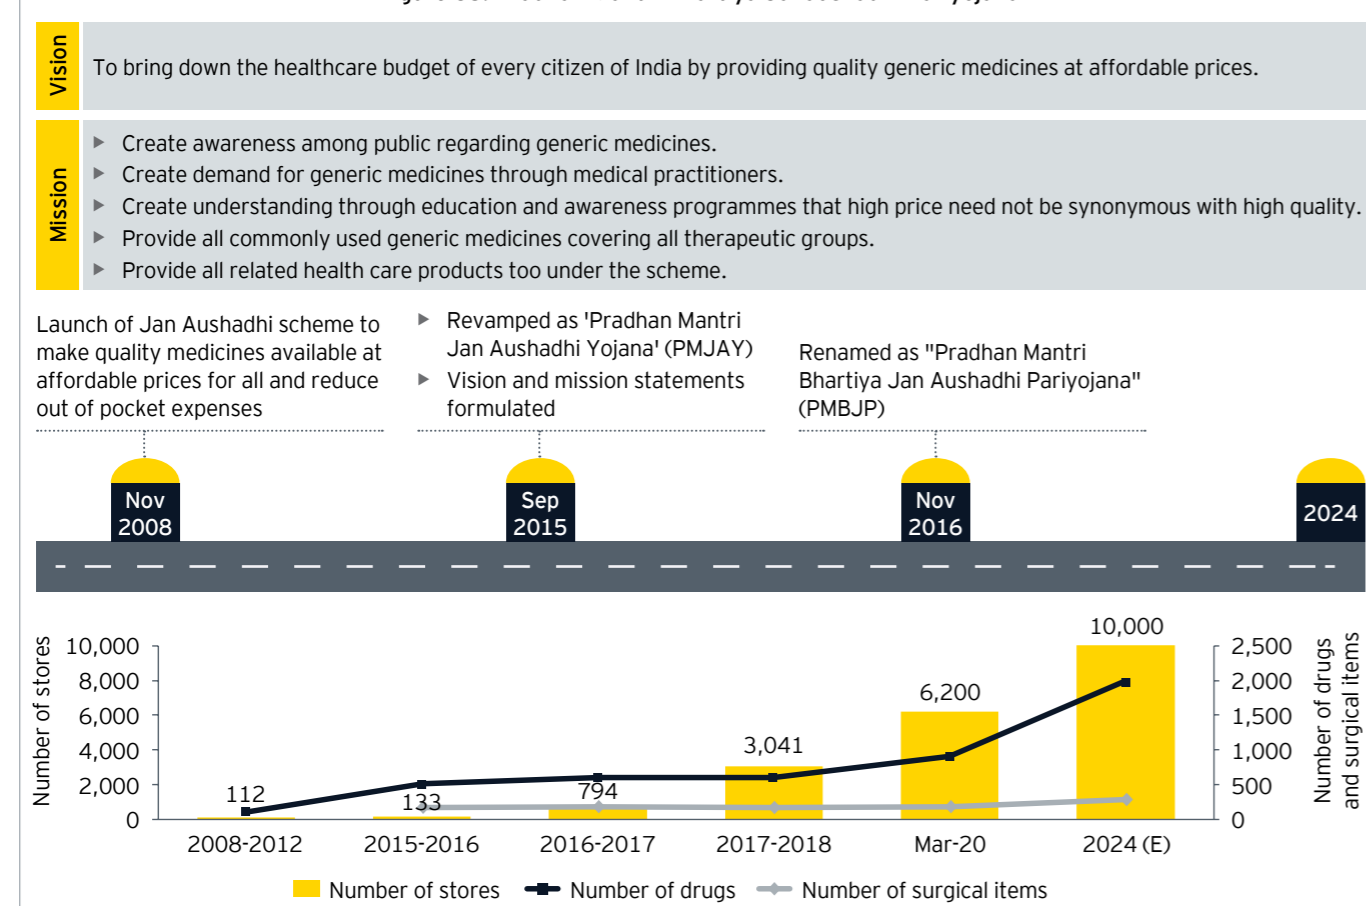 Vision
To bring down the healthcare budget of every citizen of India by providing quality generic medicines at affordable prices.
Mission
Create awareness among public regarding generic medicines.
Create demand for generic medicines through medical practitioners.
Create understanding through education and awareness programmes that high price need not be synonymous with high quality.
Provide all commonly used generic medicines covering all therapeutic groups.
Provide all related health care products too under the scheme.
Launch of Jan Aushadhi scheme to
make quality medicines available at
affordable prices for all and reduce
out of pocket expenses
Revamped as 'Pradhan Mantri
Jan Aushadhi Yojana' (PMJAY)
Vision and mission statements
formulated
Renamed as "Pradhan Mantri
Bhartiya Jan Aushadhi Pariyojana"
(PMBJP)
Nov
2008
Sep
2015
Nov
2016
2024
Number of stores
10,000
8,000
6,000
4,000
2,000
0
112
133
794
3,041
6,200
10,000
2,500
2,000
1,500
1,000
500
0
Number of drugs
and surgical items
2008-2012
2015-2016
2016-2017
2017-2018
Mar-20
2024 (E)
Number of stores
Number of drugs
Number of surgical items